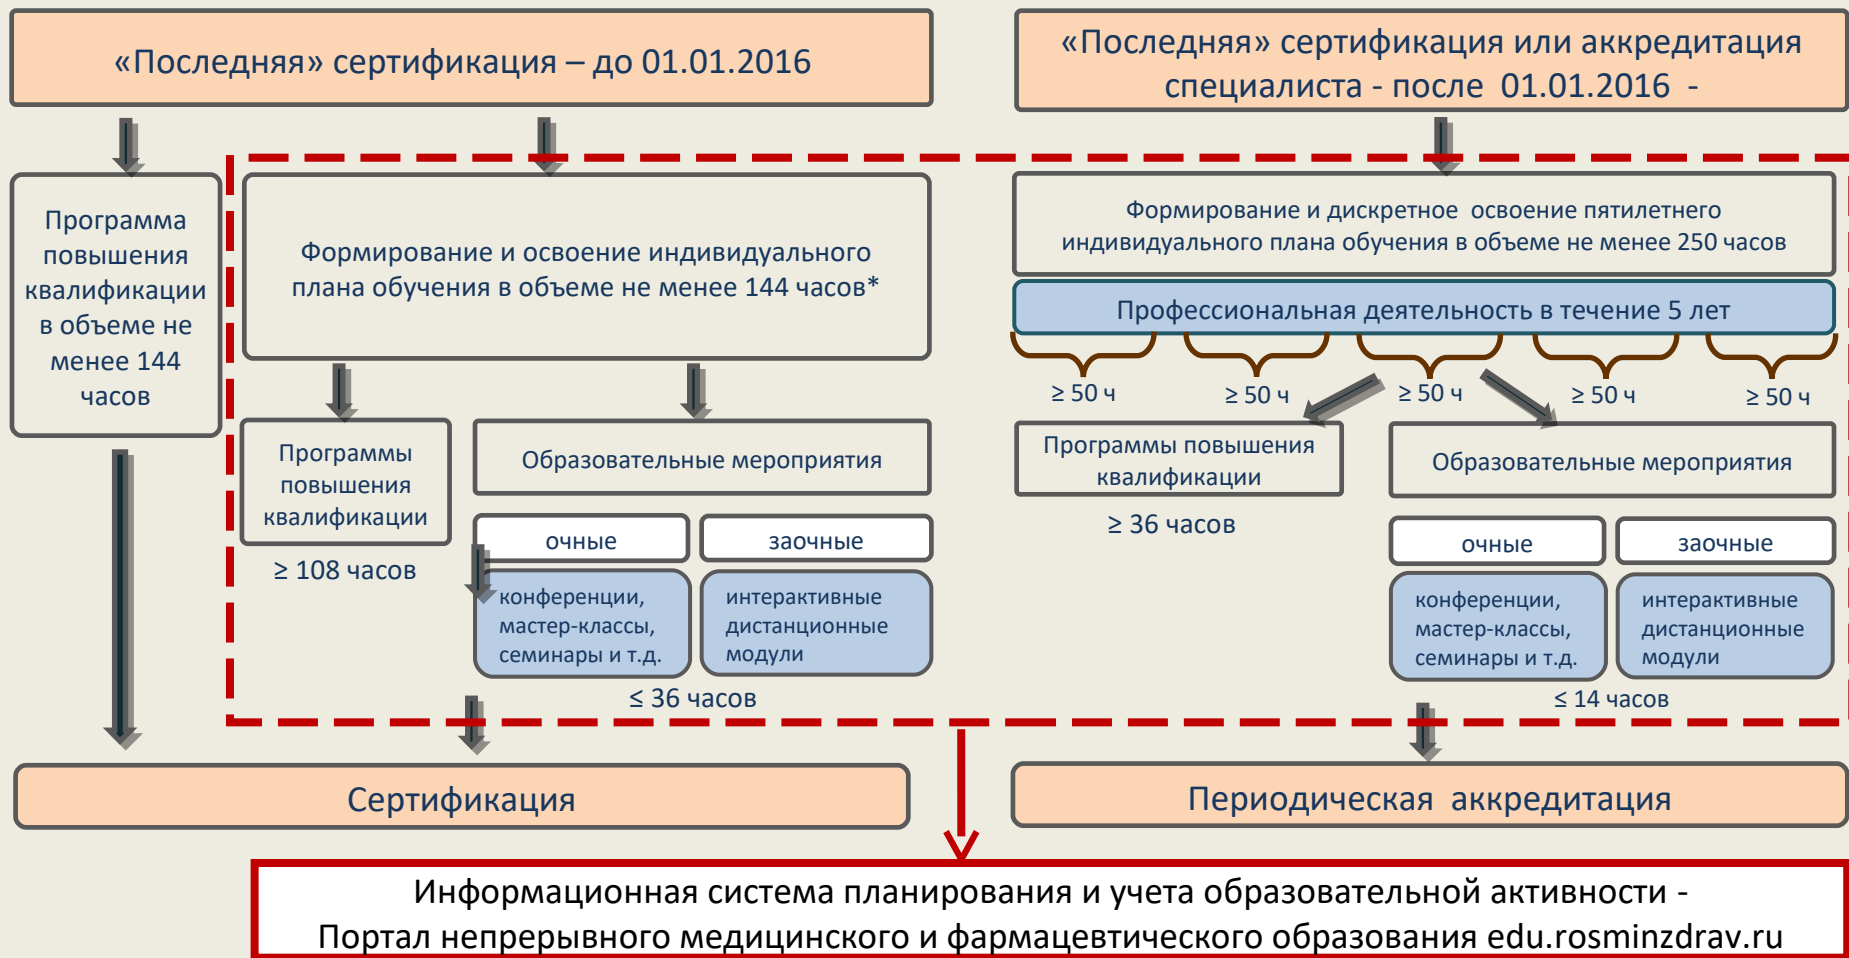 «Последняя» сертификация – до 01.01.2016
«Последняя» сертификация или аккредитация
специалиста - после 01.01.2016 -
Программа
повышения
квалификации
в объеме не
менее 144
часов
Формирование и освоение индивидуального
плана обучения в объеме не менее 144 часов*
Программы
повышения
квалификации
≥ 108 часов
Образовательные мероприятия
очные
заочные
конференции,
мастер-классы,
семинары и т.д.
интерактивные
дистанционные
модули
≤ 36 часов
Формирование и дискретное освоение пятилетнего
индивидуального плана обучения в объеме не менее 250 часов
Профессиональная деятельность в течение 5 лет
≥ 50 ч
≥ 50 ч
≥ 50 ч
≥ 50 ч
≥ 50 ч
Программы повышения
квалификации
≥ 36 часов
Образовательные мероприятия
очные
заочные
конференции,
мастер-классы,
семинары и т.д.
интерактивные
дистанционные
модули
≤ 14 часов
Сертификация
Периодическая аккредитация
Информационная система планирования и учета образовательной активности -
Портал непрерывного медицинского и фармацевтического образования edu.rosminzdrav.ru